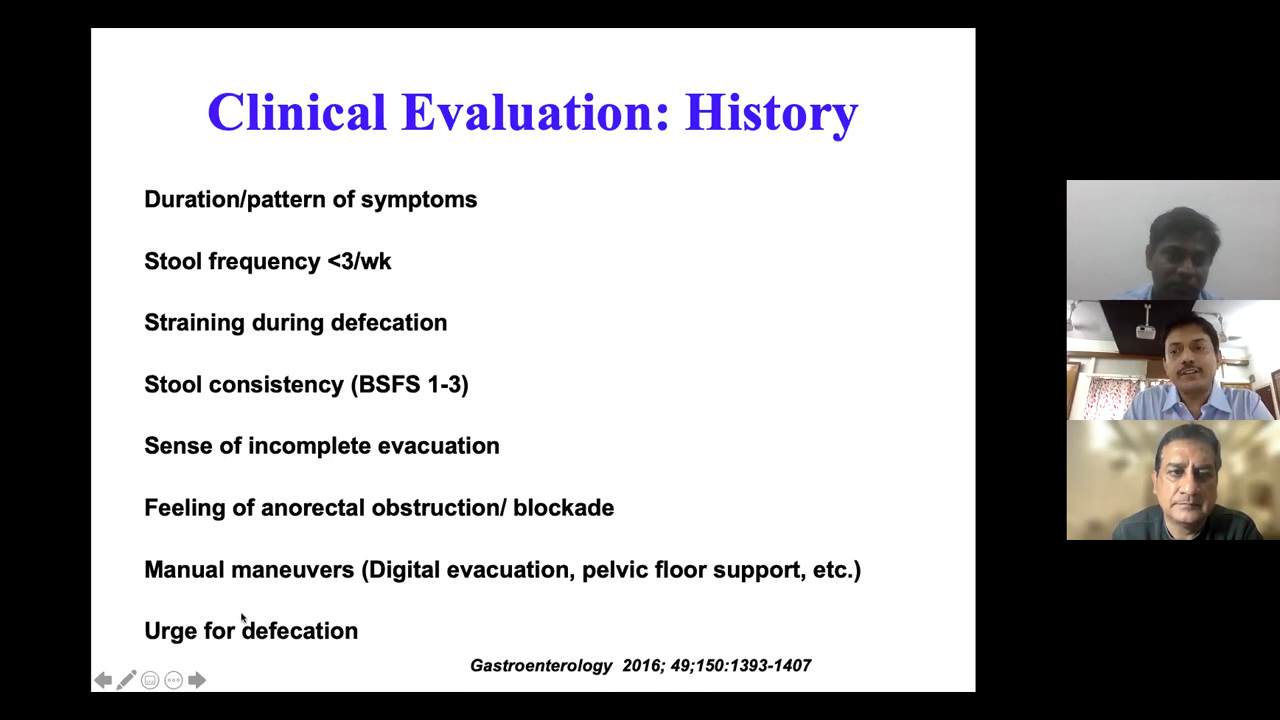 Clinical Evaluation: History
Duration/pattern of symptoms
Stool frequency <3/wk
Straining during defecation
Stool consistency (BSFS 1-3)
Sense of incomplete evacuation
Feeling of anorectal obstruction/ blockade
Manual maneuvers (Digital evacuation, pelvic floor support, etc.)
Urge for defecation
Gastroenterology 2016; 49;150:1393-1407